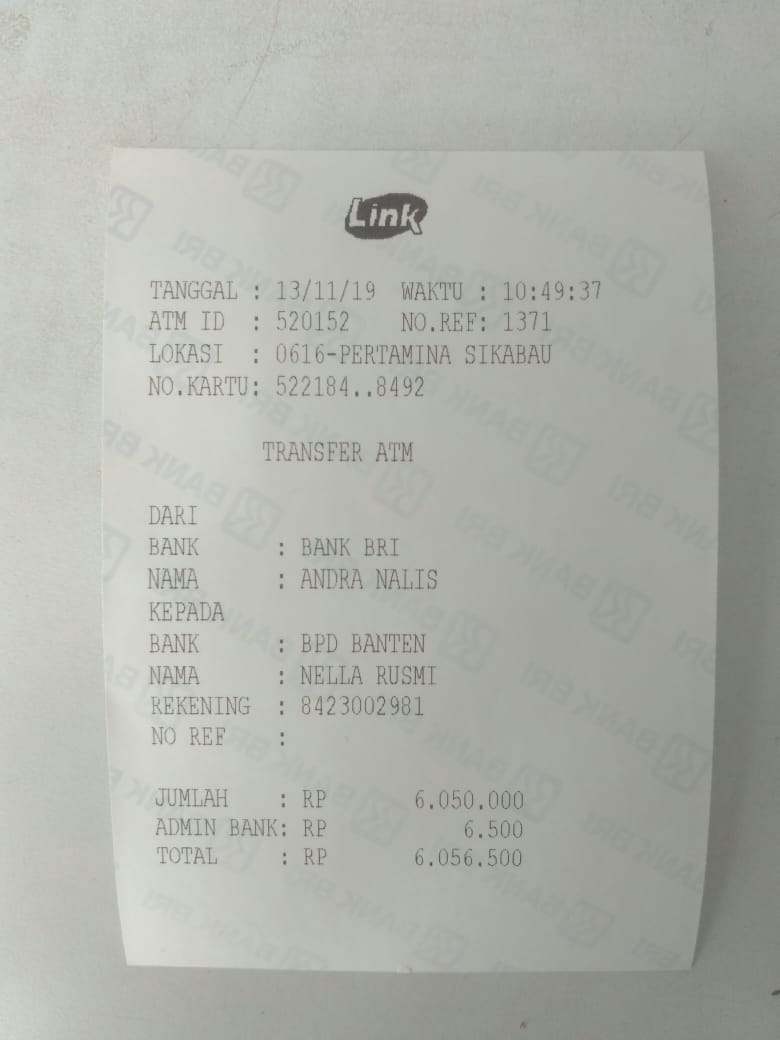 Link
TANGGAL : 13/11/19 WAKTU : 10:49:37
ATM ID : 520152 NO.REF: 1371
LOKASI : 0616-PERTAMINA SIKABAU
NO.KARTU: 522184..8492
TRANSFER ATM
DARI
BANK : BANK BRI
NAMA : ANDRA NALIS
KEPADA
BANK : BPD BANTEN
NAMA : NELLA RUSMI
REKENING : 8423002981
NO REF :
JUMLAH : RP 6.050.000
ADMIN BANK: RP 6.500
TOTAL : RP 6.056.500
BANK BRI